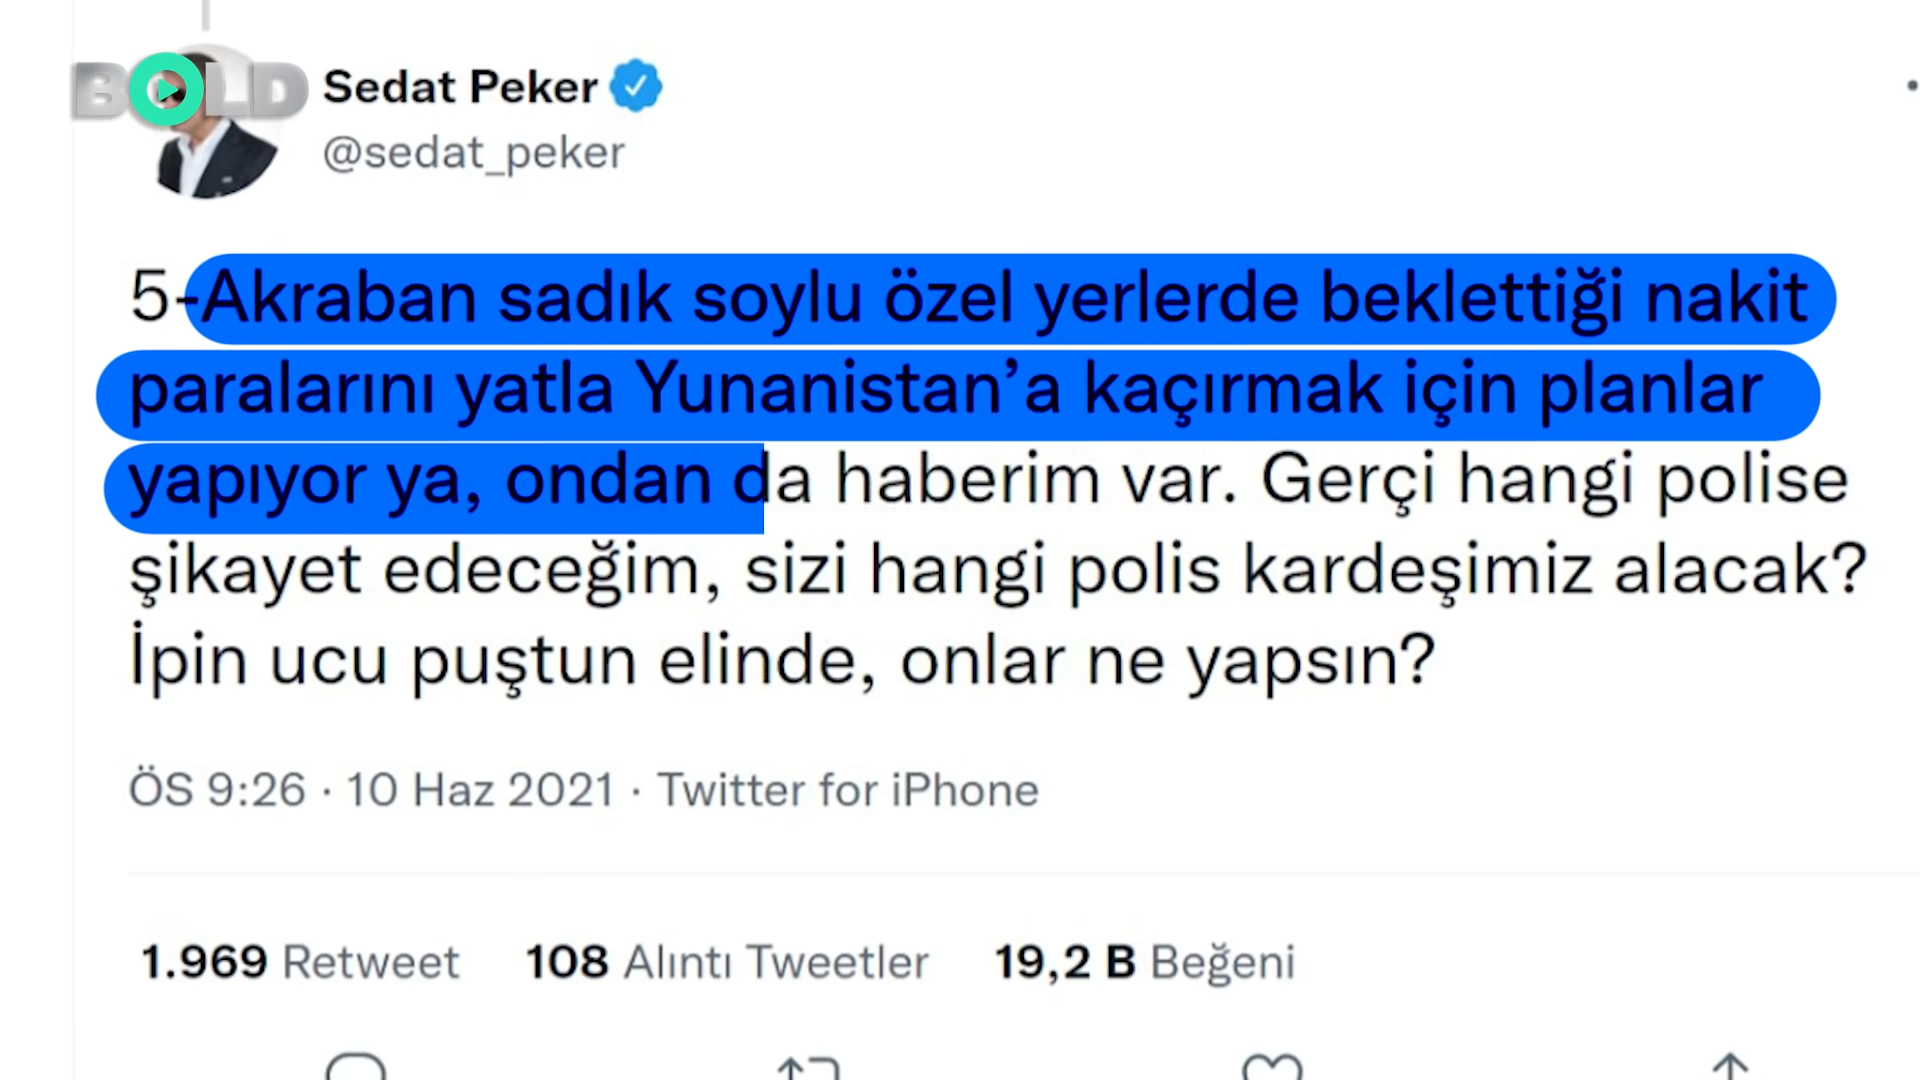 BOLD
Sedat Peker
@sedat_peker
5-Akraban sadık soylu özel yerlerde beklettiği nakit
paralarını yatla Yunanistan’a kaçırmak için planlar
yapıyor ya, ondan da haberim var. Gerçi hangi polise
şikayet edeceğim, sizi hangi polis kardeşimiz alacak?
İpin ucu puştun elinde, onlar ne yapsın?
ÖS 9:26 · 10 Haz 2021 · Twitter for iPhone
1.969 Retweet 108 Alıntı Tweetler 19,2 B Beğeni